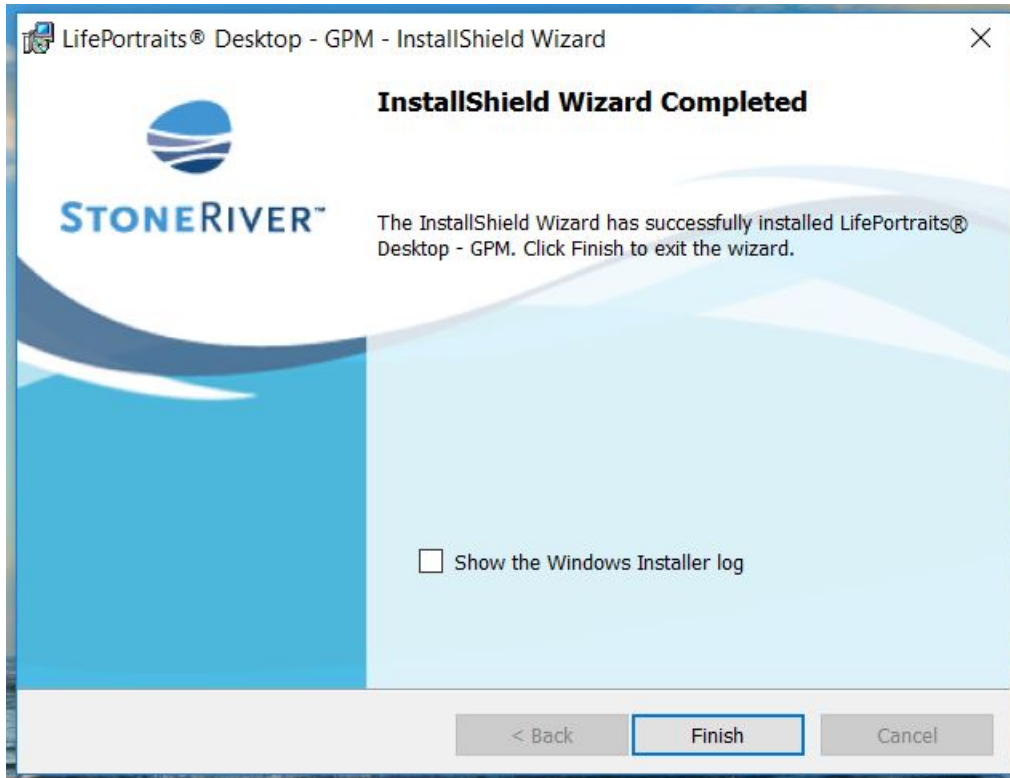 LifePortraits® Desktop - GPM - InstallShield Wizard
InstallShield Wizard Completed
STONERIVER™
The InstallShield Wizard has successfully installed LifePortraits®
Desktop - GPM. Click Finish to exit the wizard.
Show the Windows Installer log
< Back
Finish
Cancel